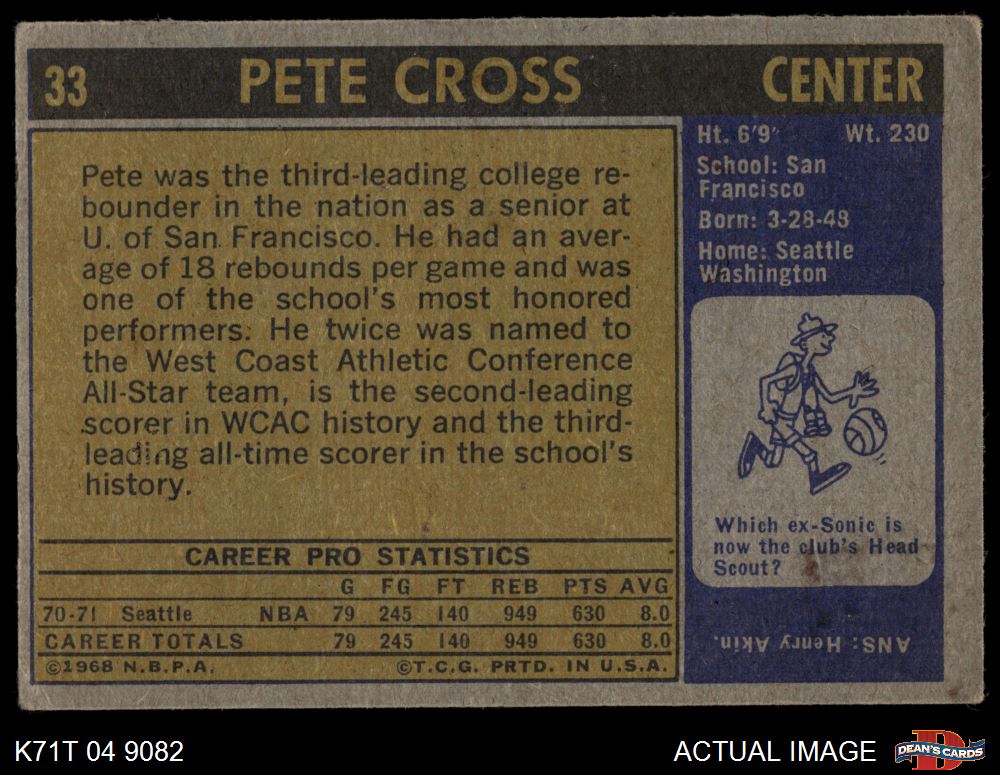 33 PETE CROSS CENTER
Pete was the third-leading college re-
bounder in the nation as a senior at
U. of San Francisco. He had an aver-
age of 18 rebounds per game and was
one of the school's most honored
performers. He twice was named to
the West Coast Athletic Conference
All-Star team, is the second-leading
scorer in WCAC history and the third-
leading all-time scorer in the school's
history.
CAREER PRO STATISTICS
G FG FT REB PTS AVG
70-71 Seattle NBA 79 245 140 949 630 8.0
CAREER TOTALS 79 245 140 949 630 8.0
©1968 N.B.P.A. ©T.C.G. PRTD. IN U.S.A.
Ht. 6'9" Wt. 230
School: San
Francisco
Born: 3-28-48
Home: Seattle
Washington
Which ex-Sonic is
now the club's Head
Scout?
ANS: Henry Akin.
K71T 04 9082
ACTUAL IMAGE
DEAN'S CARDS